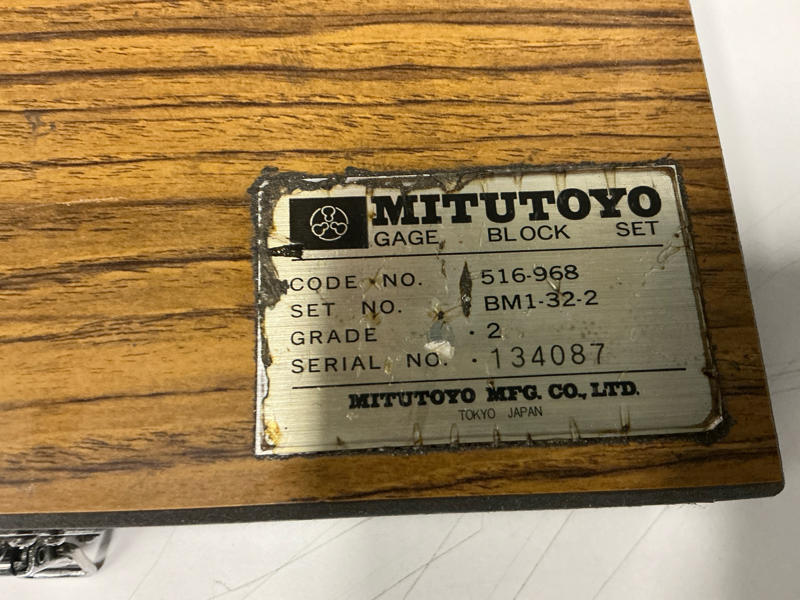 MITUTOYO
GAGE BLOCK SET
CODE NO. 516-968
SET NO. BM1-32-2
GRADE · 2
SERIAL NO. · 134087
MITUTOYO MFG. CO., LTD.
TOKYO JAPAN